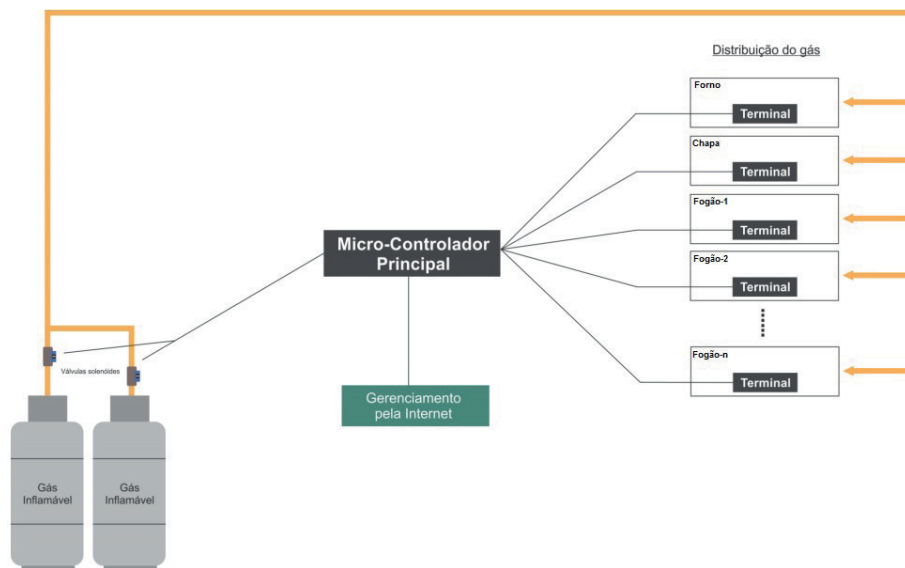 Distribuição do gás
Forno
Terminal
Chapa
Terminal
Fogão-1
Terminal
Fogão-2
Terminal
Fogão-n
Terminal
Micro-Controlador
Principal
Gerenciamento
pela Internet
Válvulas solenóides
Gás
Inflamável
Gás
Inflamável